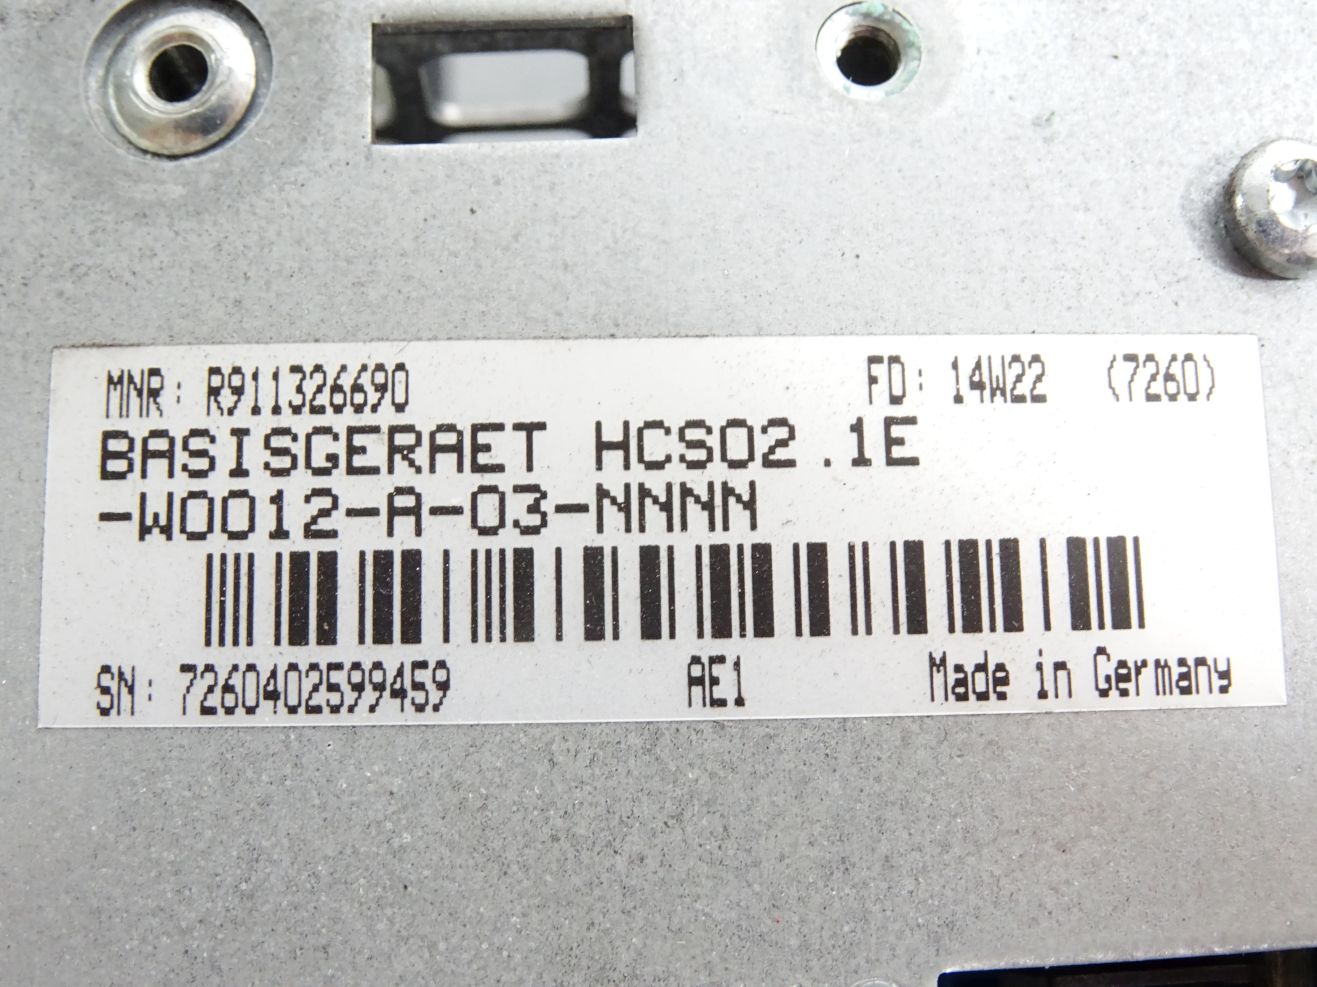 MNR: R911326690 FD: 14W22 (7260)
BASISGERAET HCS02.1E
-W0012-A-03-NNNN
SN: 7260402599459 AE1 Made in Germany